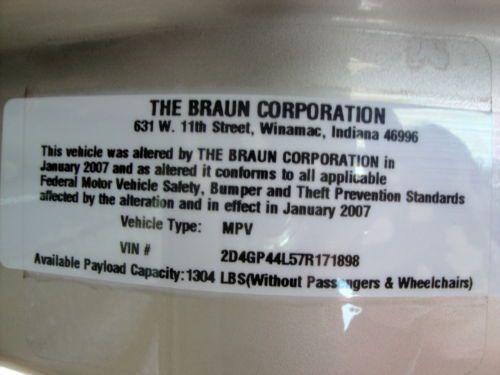 THE BRAUN CORPORATION
631 W. 11th Street, Winamac, Indiana 46996
This vehicle was altered by THE BRAUN CORPORATION in
January 2007 and as altered it conforms to all applicable
Federal Motor Vehicle Safety, Bumper and Theft Prevention Standards
affected by the alteration and in effect in January 2007
Vehicle Type: MPV
VIN # 2D4GP44L57R171898
Available Payload Capacity:1304 LBS(Without Passengers & Wheelchairs)